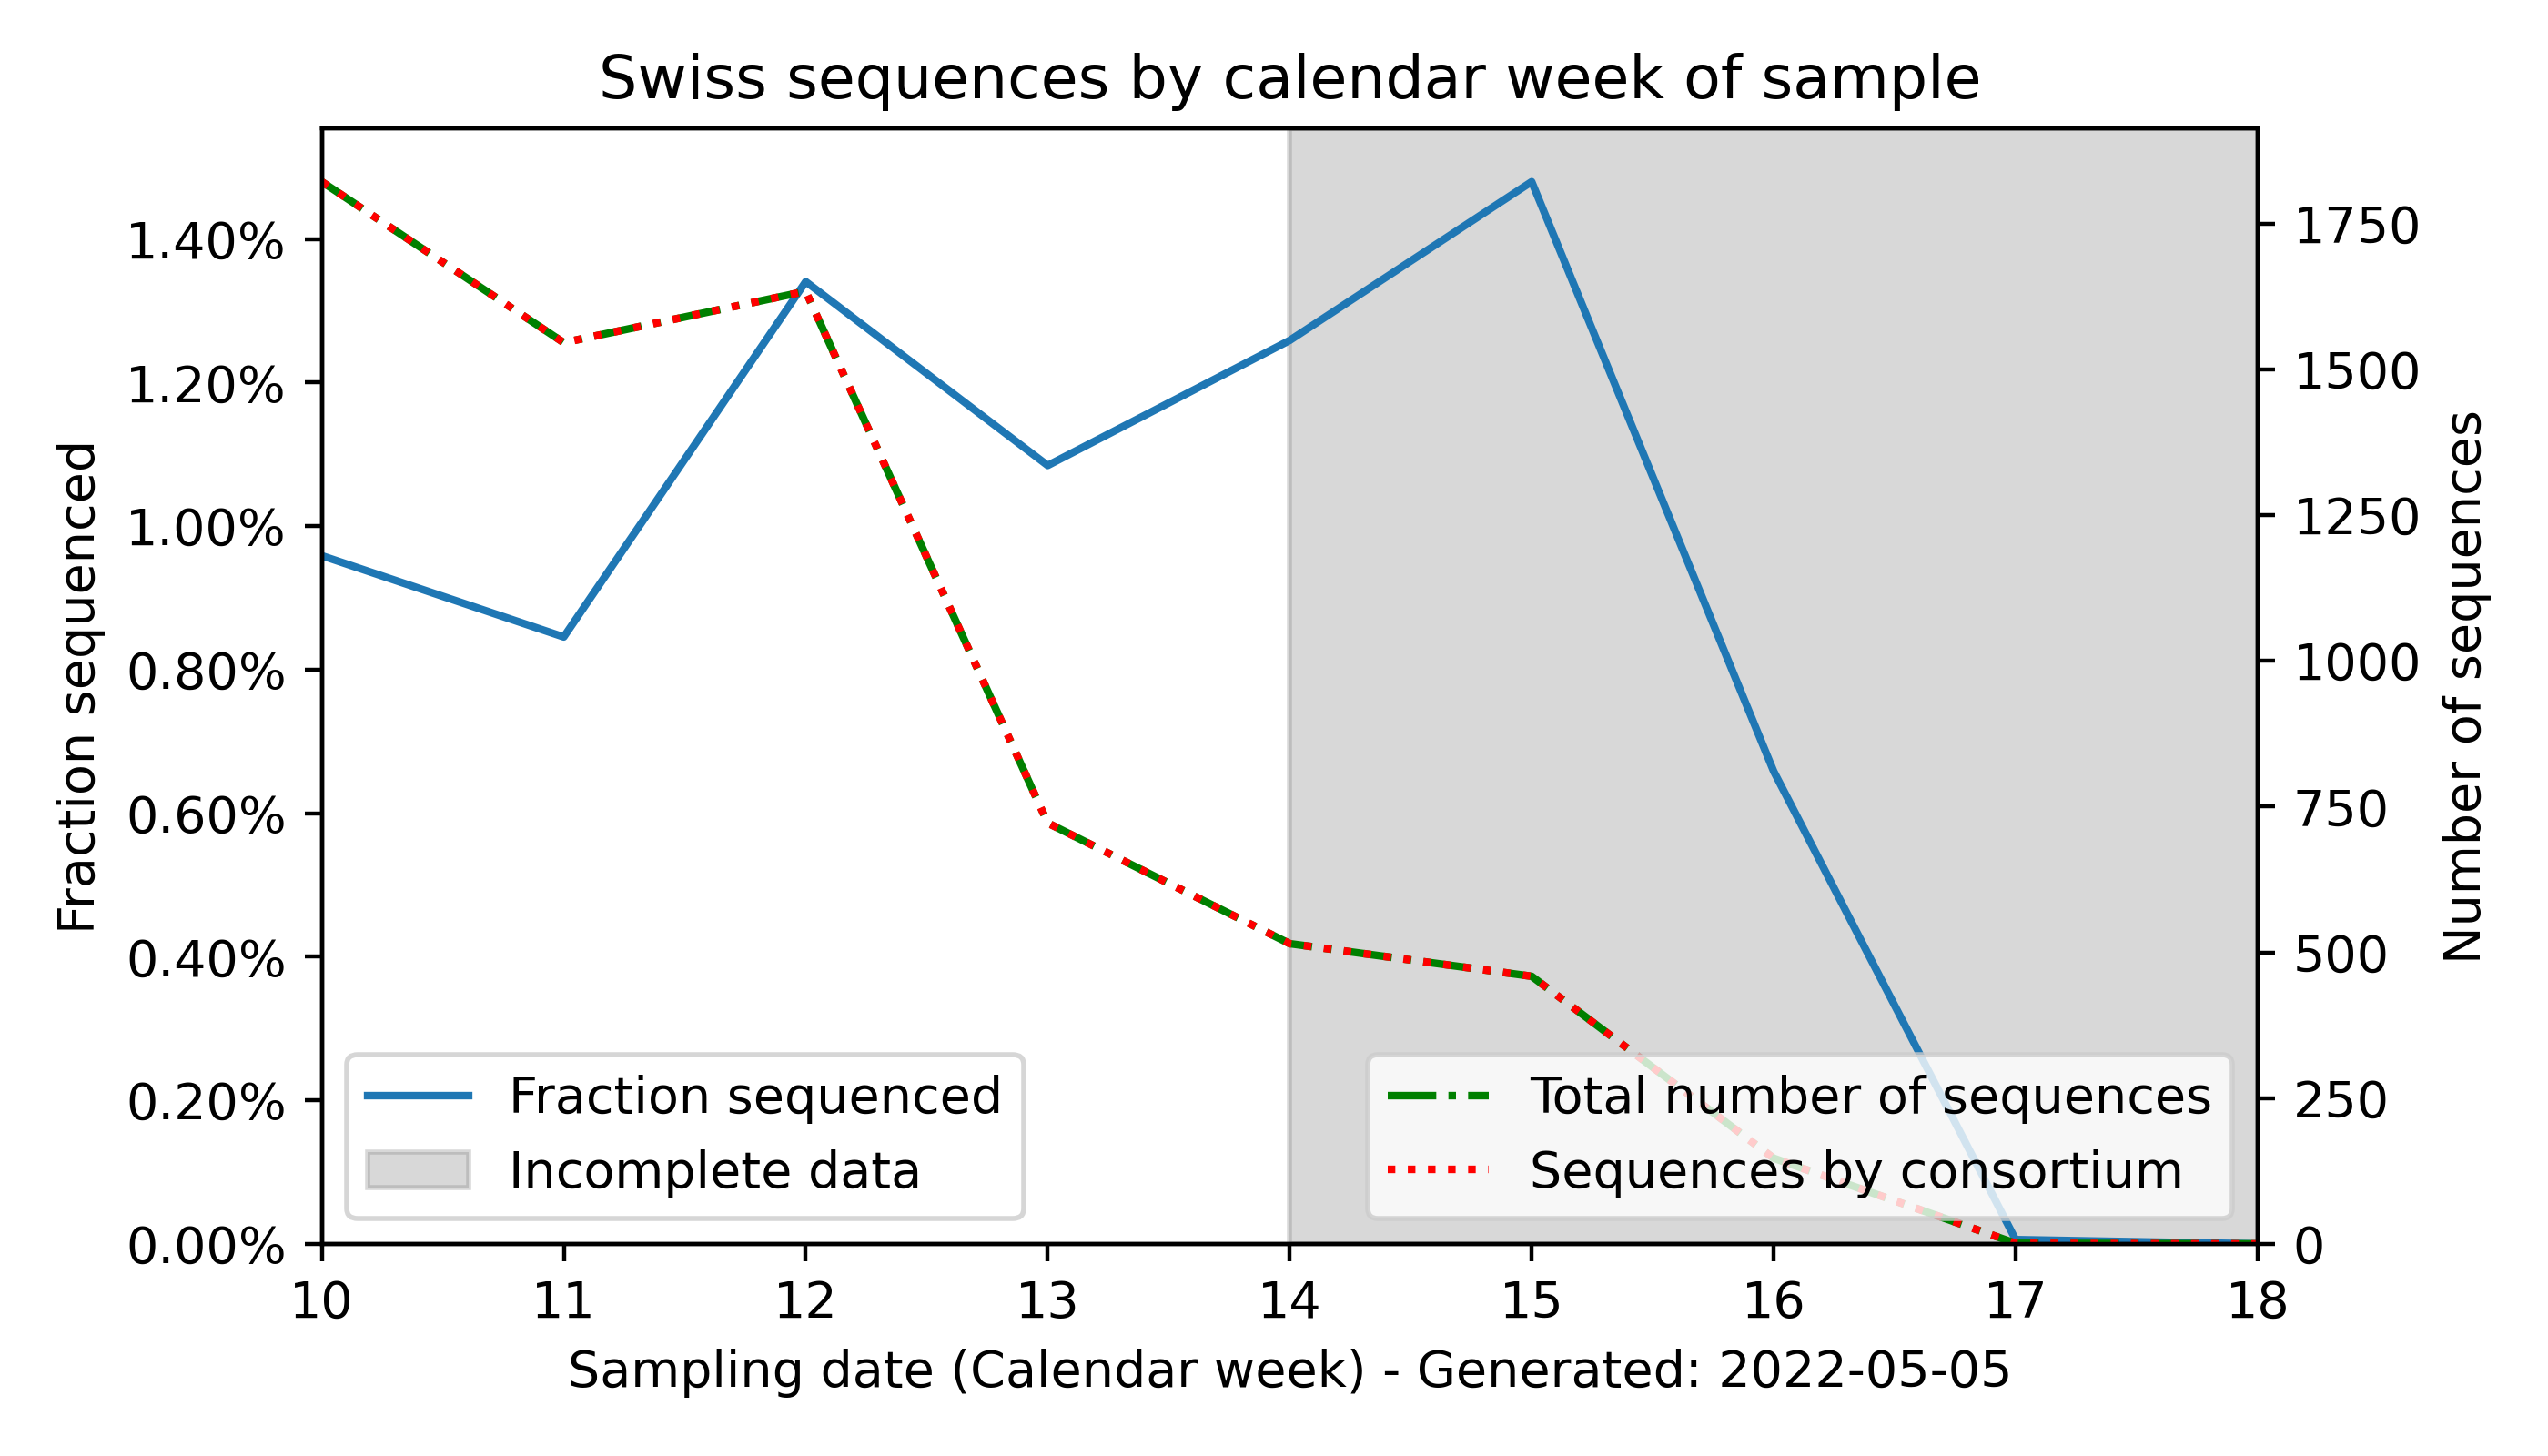 Swiss sequences by calendar week of sample
Fraction sequenced
1.40%
1.20%
1.00%
0.80%
0.60%
0.40%
0.20%
0.00%
1750
1500
1250
1000
750
500
250
0
Number of sequences
Fraction sequenced
Incomplete data
Total number of sequences
Sequences by consortium
10 11 12 13 14 15 16 17 18
Sampling date (Calendar week) - Generated: 2022-05-05